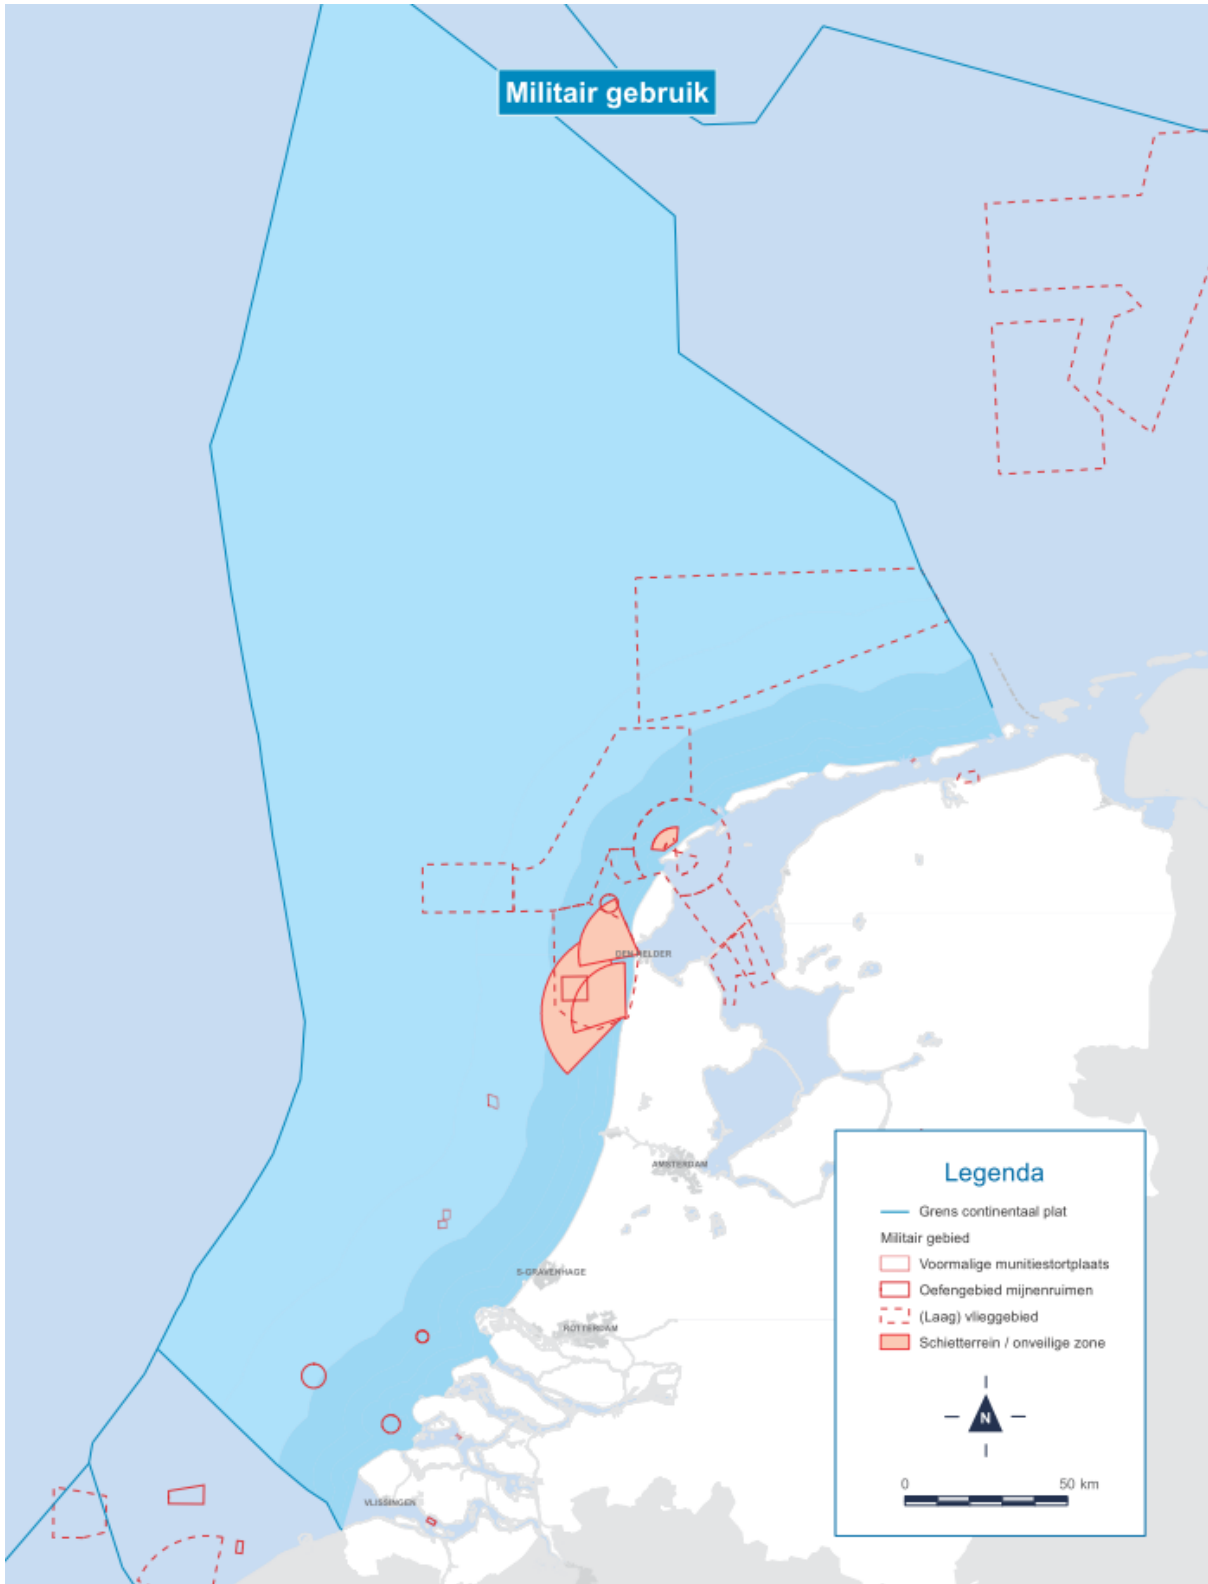 Militair gebruik
DEN HELDER
AMSTERDAM
S-GRAVENHAGE
ROTTERDAM
VLISSINGEN
Legenda
Grens continentaal plat
Militair gebied
Voormalige munitiestortplaats
Oefengebied mijnenruimen
(Laag) vlieggebied
Schietterrein / onveilige zone
N
0 50 km